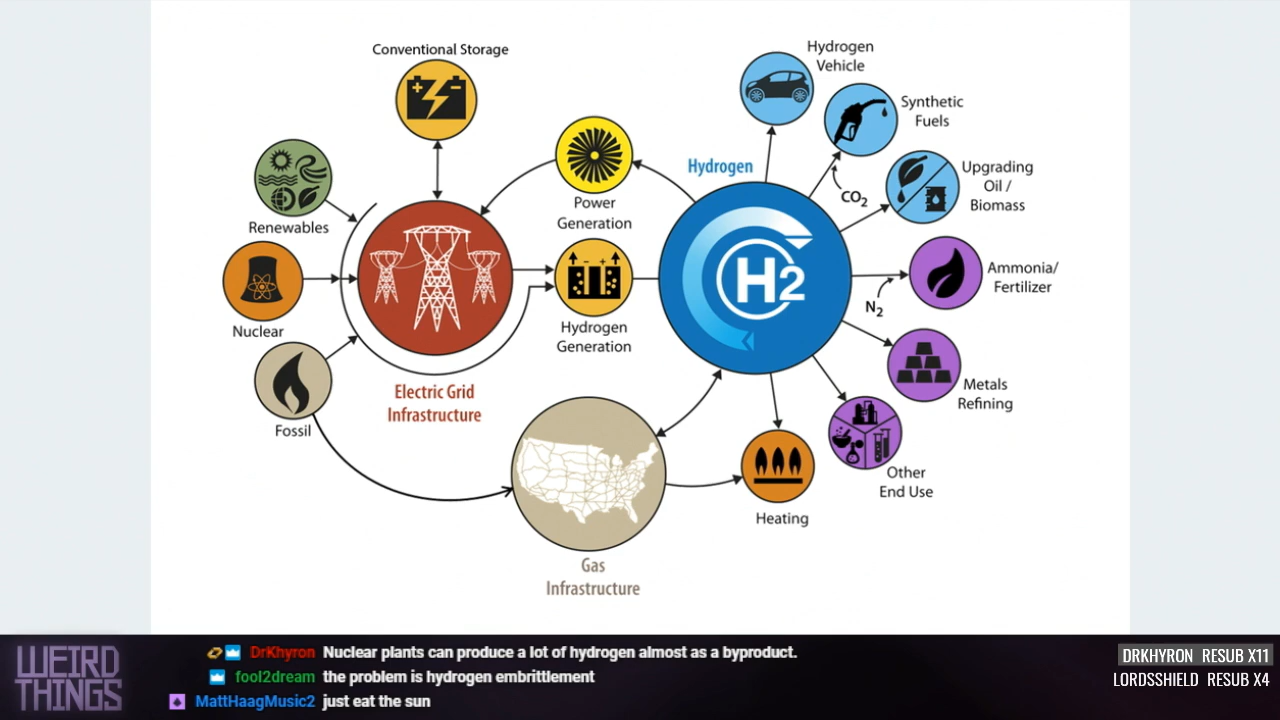 Conventional Storage
Hydrogen
Vehicle
Synthetic
Fuels
Hydrogen
Upgrading
Oil /
Biomass
CO2
Power
Generation
Renewables
H2
Ammonia/
Fertilizer
N2
Nuclear
Hydrogen
Generation
Electric Grid
Infrastructure
Metals
Refining
Fossil
Other
End Use
Heating
Gas
Infrastructure
WEIRD
THINGS
DrKhyron Nuclear plants can produce a lot of hydrogen almost as a byproduct.
fool2dream the problem is hydrogen embrittlement
MattHaagMusic2 just eat the sun
DRKHYRON RESUB X11
LORDSSHIELD RESUB X4